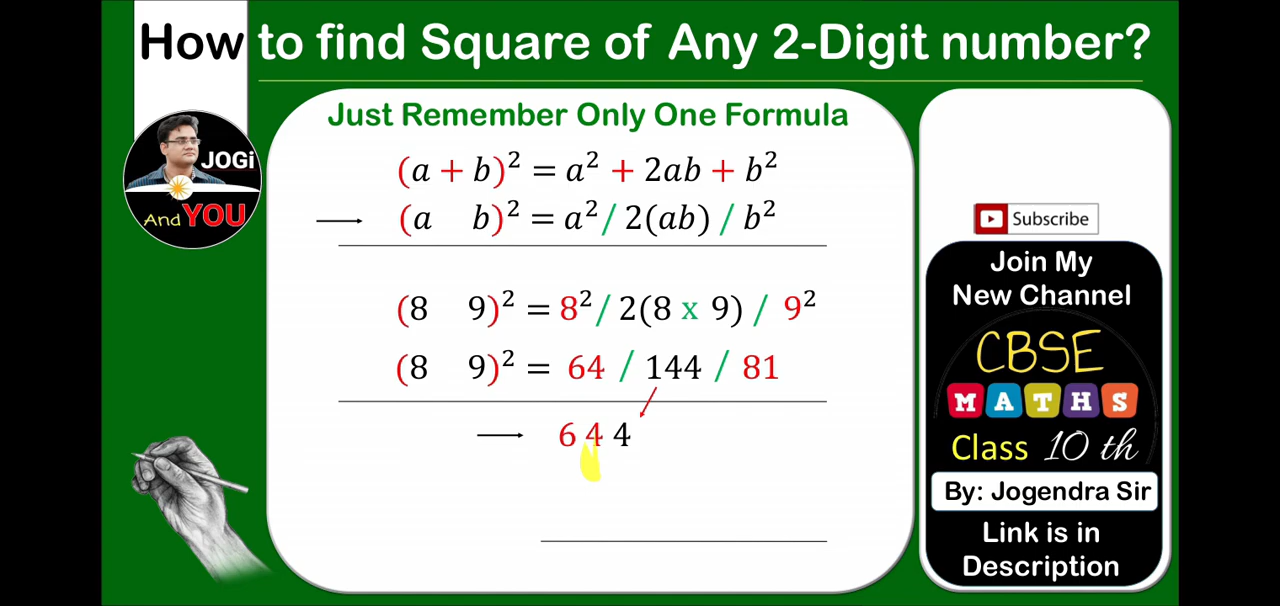 How to find Square of Any 2-Digit number?
Just Remember Only One Formula
(a + b)² = a² + 2ab + b²
(a b)² = a² / 2(ab) / b²
(8 9)² = 8² / 2(8 x 9) / 9²
(8 9)² = 64 / 144 / 81
6 4 4
JOGi
And YOU
Subscribe
Join My
New Channel
CBSE
MATHS
Class 10 th
By: Jogendra Sir
Link is in
Description